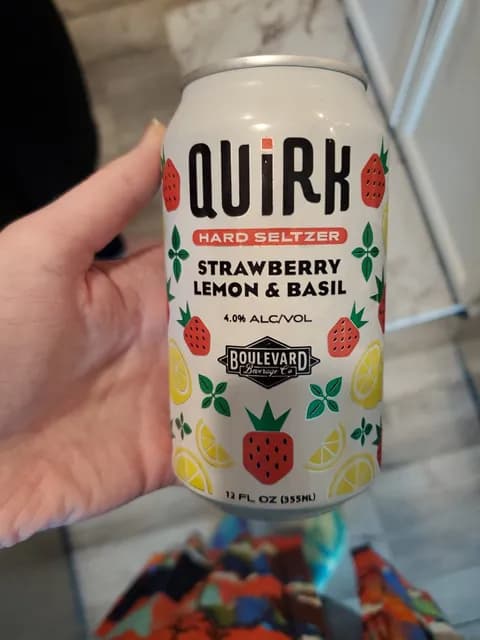 QUiRK
HARD SELTZER
STRAWBERRY
LEMON & BASIL
4.0% ALC/VOL
BOULEVARD
Beverage Co
12 FL OZ (355ML)